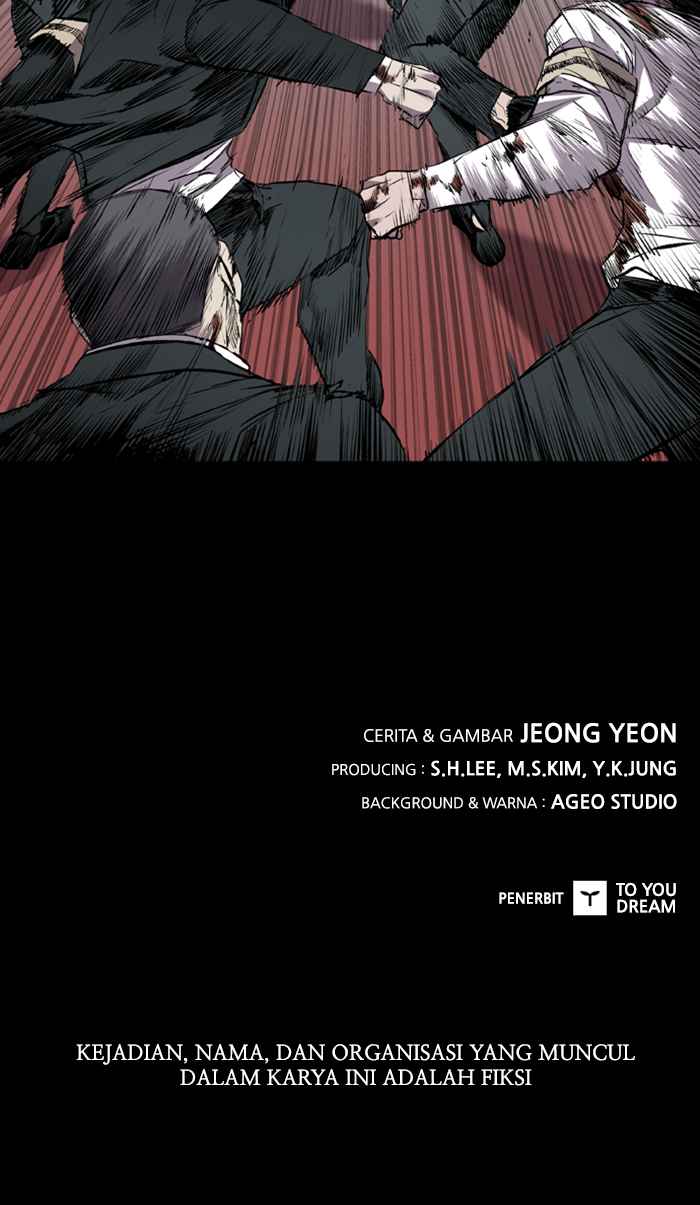 CERITA & GAMBAR JEONG YEON
PRODUCING : S.H.LEE, M.S.KIM, Y.K.JUNG
BACKGROUND & WARNA : AGEO STUDIO
PENERBIT TO YOU
DREAM
KEJADIAN, NAMA, DAN ORGANISASI YANG MUNCUL
DALAM KARYA INI ADALAH FIKSI